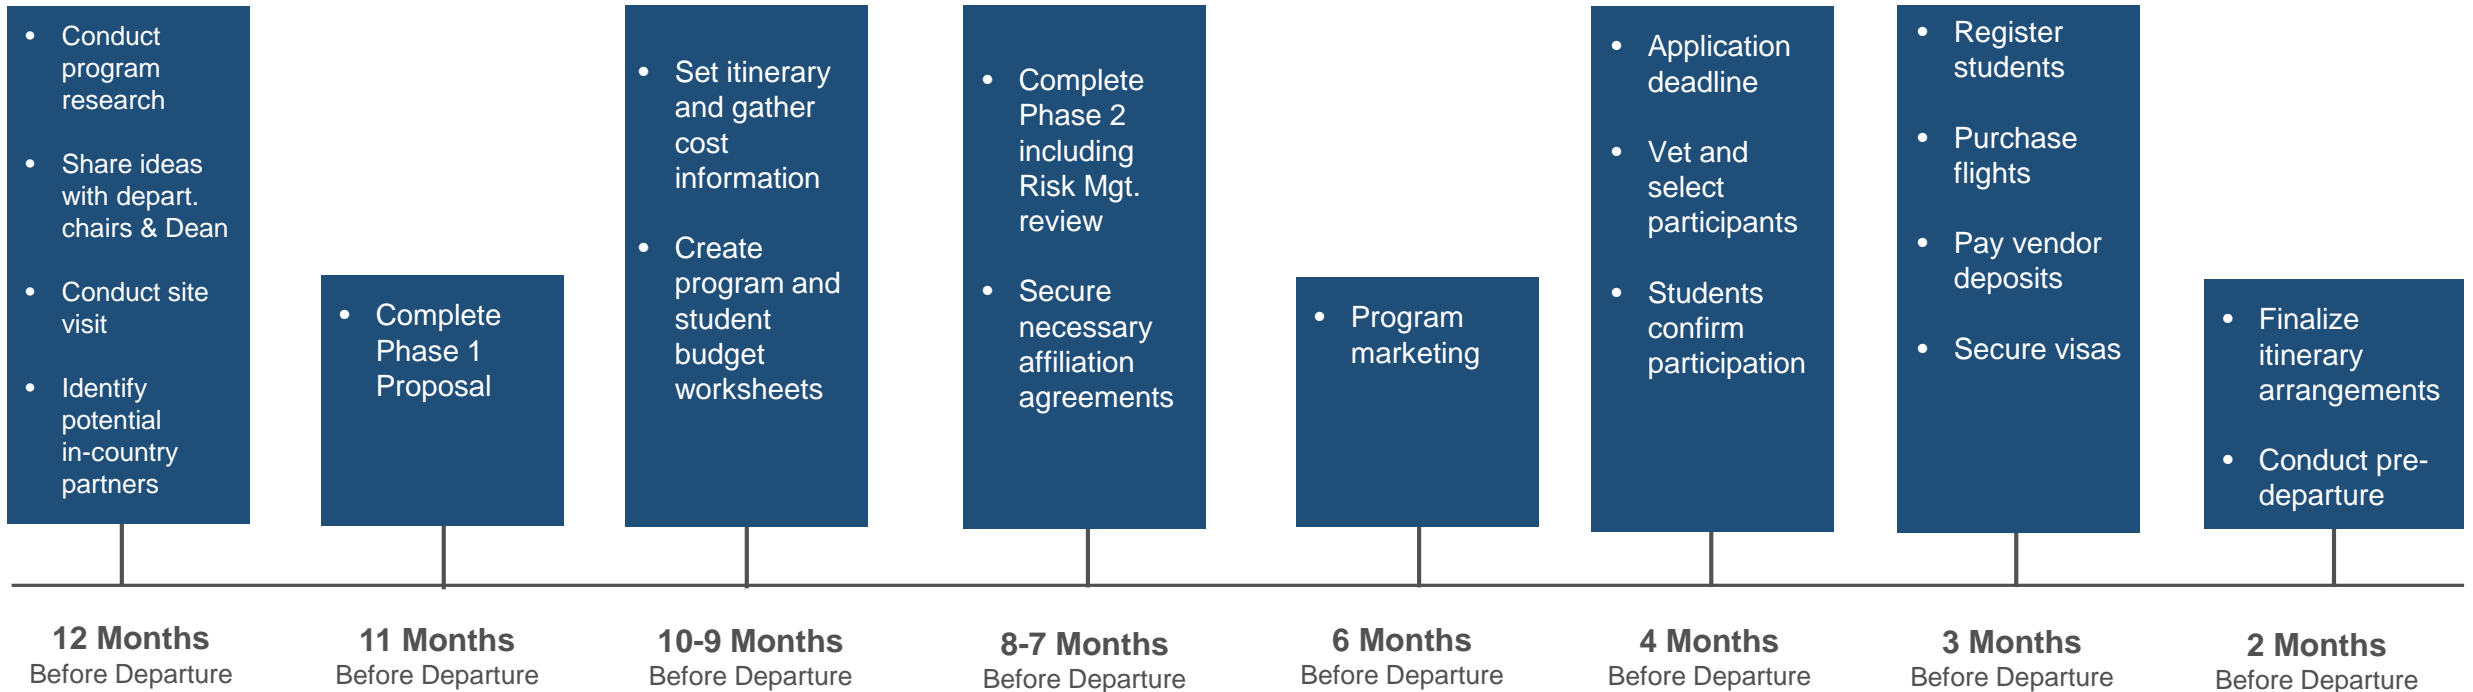 • Conduct
program
research
• Share ideas
with depart.
chairs & Dean
• Conduct site
visit
• Identify
potential
in-country
partners
12 Months
Before Departure
• Complete
Phase 1
Proposal
11 Months
Before Departure
• Set itinerary
and gather
cost
information
• Create
program and
student
budget
worksheets
10-9 Months
Before Departure
• Complete
Phase 2
including
Risk Mgt.
review
• Secure
necessary
affiliation
agreements
8-7 Months
Before Departure
• Program
marketing
6 Months
Before Departure
• Application
deadline
• Vet and
select
participants
• Students
confirm
participation
4 Months
Before Departure
• Register
students
• Purchase
flights
• Pay vendor
deposits
• Secure visas
3 Months
Before Departure
• Finalize
itinerary
arrangements
• Conduct pre-
departure
2 Months
Before Departure